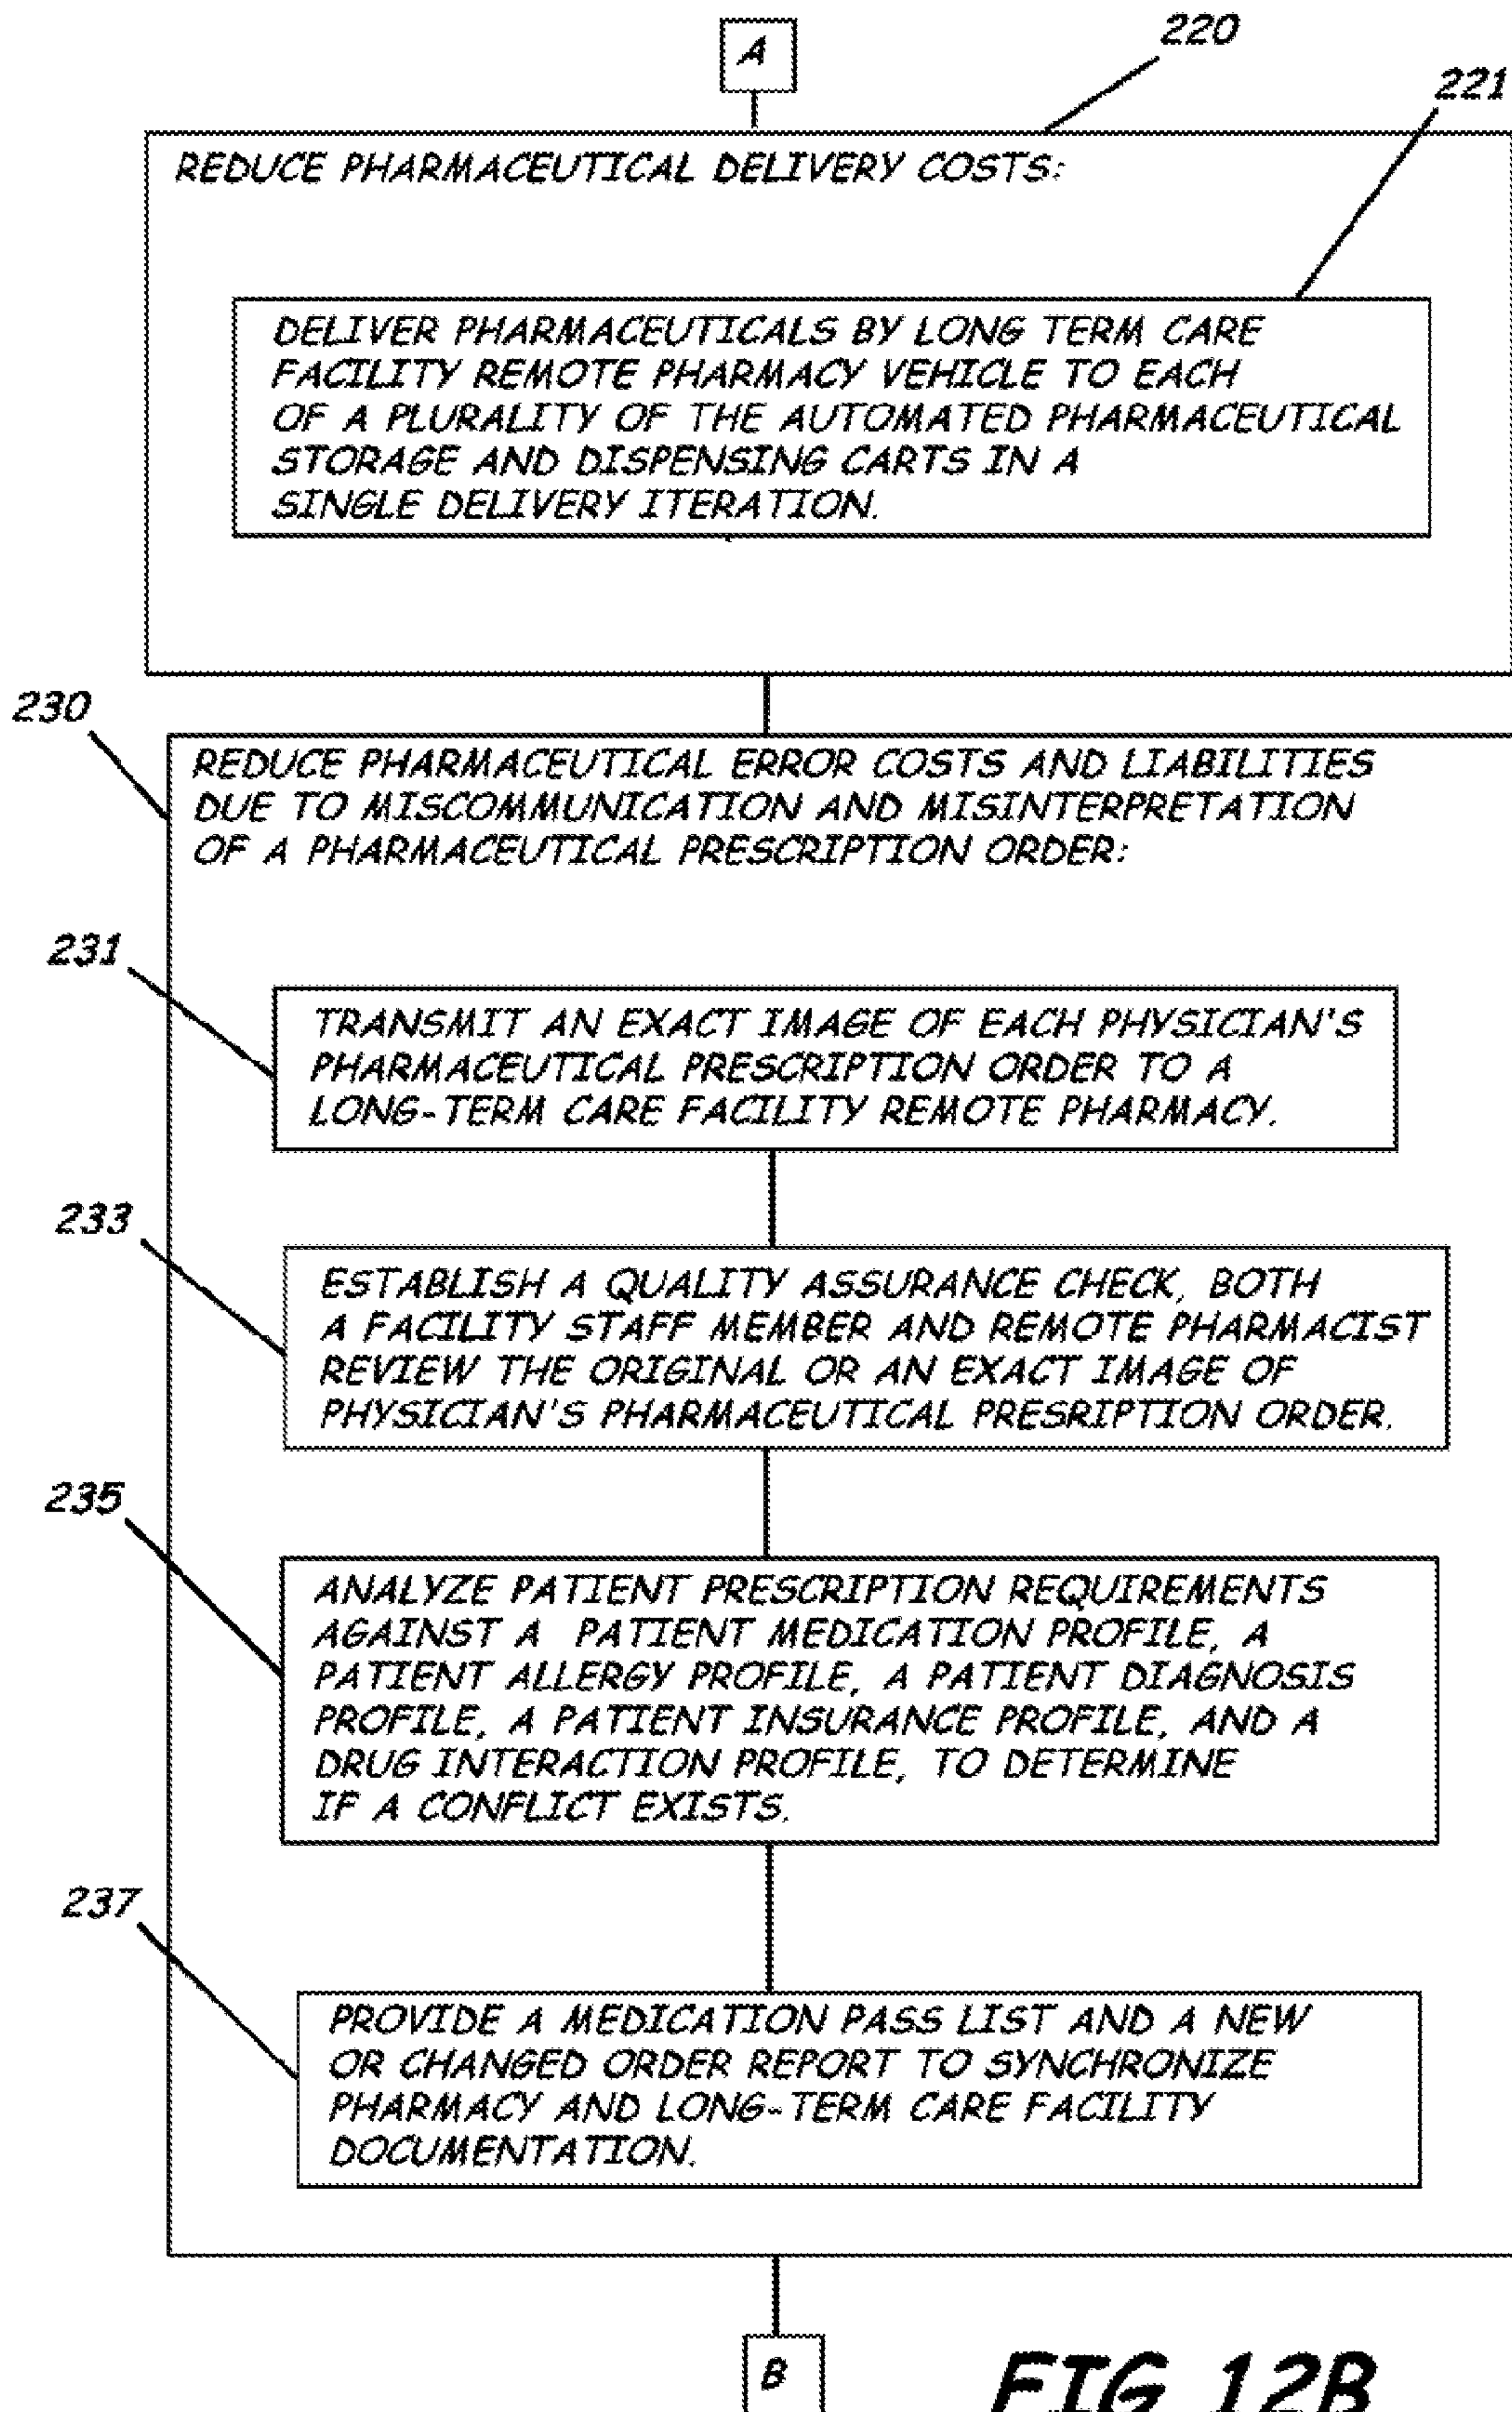 A
220
221
REDUCE PHARMACEUTICAL DELIVERY COSTS:
DELIVER PHARMACEUTICALS BY LONG TERM CARE
FACILITY REMOTE PHARMACY VEHICLE TO EACH
OF A PLURALITY OF THE AUTOMATED PHARMACEUTICAL
STORAGE AND DISPENSING CARTS IN A
SINGLE DELIVERY ITERATION.
230
REDUCE PHARMACEUTICAL ERROR COSTS AND LIABILITIES
DUE TO MISCOMMUNICATION AND MISINTERPRETATION
OF A PHARMACEUTICAL PRESCRIPTION ORDER:
231
TRANSMIT AN EXACT IMAGE OF EACH PHYSICIAN'S
PHARMACEUTICAL PRESCRIPTION ORDER TO A
LONG-TERM CARE FACILITY REMOTE PHARMACY.
233
ESTABLISH A QUALITY ASSURANCE CHECK, BOTH
A FACILITY STAFF MEMBER AND REMOTE PHARMACIST
REVIEW THE ORIGINAL OR AN EXACT IMAGE OF
PHYSICIAN'S PHARMACEUTICAL PRESRIPTION ORDER.
235
ANALYZE PATIENT PRESCRIPTION REQUIREMENTS
AGAINST A PATIENT MEDICATION PROFILE, A
PATIENT ALLERGY PROFILE, A PATIENT DIAGNOSIS
PROFILE, A PATIENT INSURANCE PROFILE, AND A
DRUG INTERACTION PROFILE, TO DETERMINE
IF A CONFLICT EXISTS.
237
PROVIDE A MEDICATION PASS LIST AND A NEW
OR CHANGED ORDER REPORT TO SYNCHRONIZE
PHARMACY AND LONG-TERM CARE FACILITY
DOCUMENTATION.
B
FIG 12B